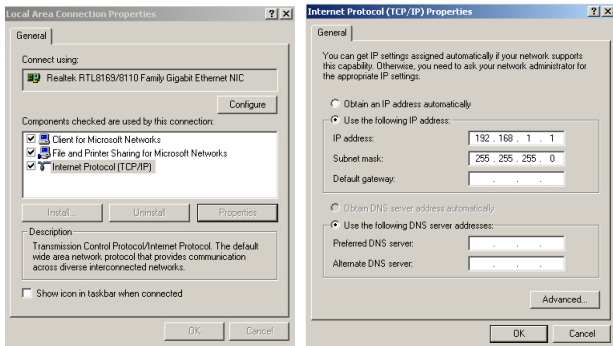 Local Area Connection Properties
General
Connect using:
Realtek RTL8169/8110 Family Gigabit Ethernet NIC
Configure
Components checked are used by this connection:
Client for Microsoft Networks
File and Printer Sharing for Microsoft Networks
Internet Protocol (TCP/IP)
Install...
Uninstall
Properties
Description
Transmission Control Protocol/Internet Protocol. The default
wide area network protocol that provides communication
across diverse interconnected networks.
Show icon in taskbar when connected
OK
Cancel
Internet Protocol (TCP/IP) Properties
General
You can get IP settings assigned automatically if your network supports
this capability. Otherwise, you need to ask your network administrator for
the appropriate IP settings.
Obtain an IP address automatically
Use the following IP address:
IP address: 192 . 168 . 1 . 1
Subnet mask: 255 . 255 . 255 . 0
Default gateway: . . .
Obtain DNS server address automatically
Use the following DNS server addresses:
Preferred DNS server: . . .
Alternate DNS server: . . .
Advanced...
OK
Cancel